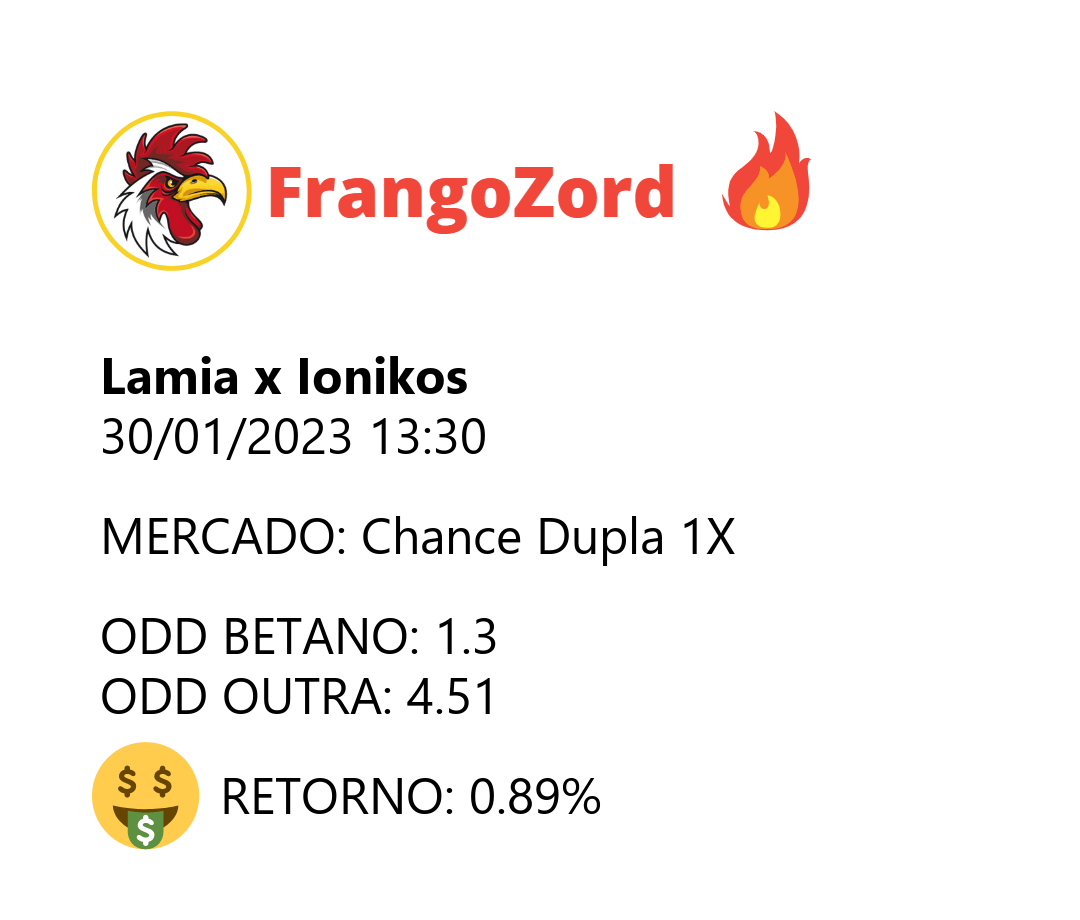 FrangoZord
Lamia x Ionikos
30/01/2023 13:30
MERCADO: Chance Dupla 1X
ODD BETANO: 1.3
ODD OUTRA: 4.51
RETORNO: 0.89%